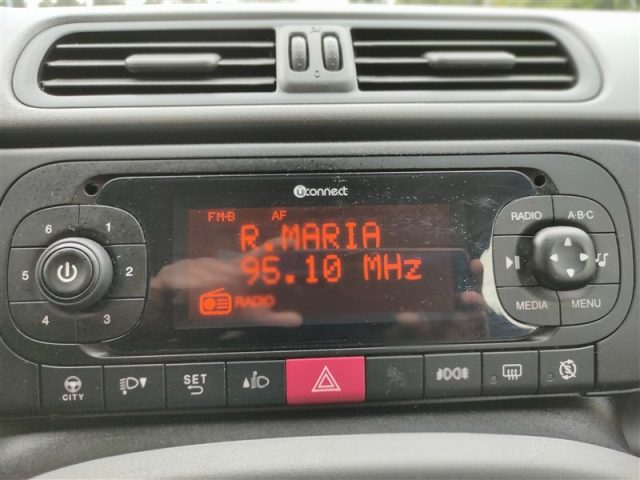 uconnect
FM-B AF
R.MARIA
95.10 MHz
RADIO
6 1
5 2
4 3
RADIO A·B·C
MEDIA MENU
CITY
SET